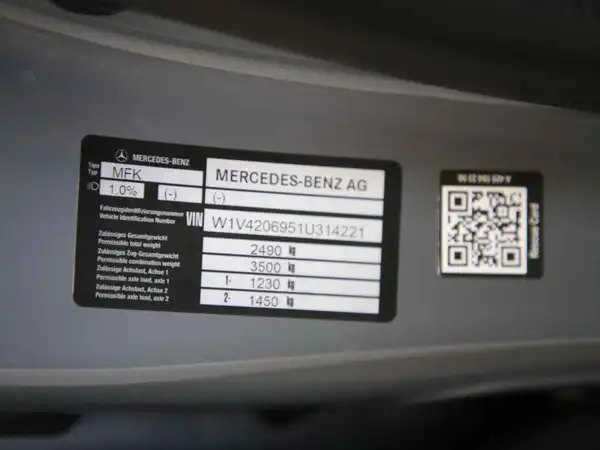 MERCEDES-BENZ
Tipo
Typ MFK
MERCEDES-BENZ AG
1,0% (-) (-)
Fahrzeugidentifizierungsnummer
Vehicle Identification Number VIN W1V4206951U314221
Zulässiges Gesamtgewicht
Permissible total weight 2490 kg
Zulässiges Zug-Gesamtgewicht
Permissible combination weight 3500 kg
Zulässige Achslast, Achse 1
Permissible axle load, axle 1 1- 1230 kg
Zulässige Achslast, Achse 2
Permissible axle load, axle 2 2- 1450 kg
Rescue Card